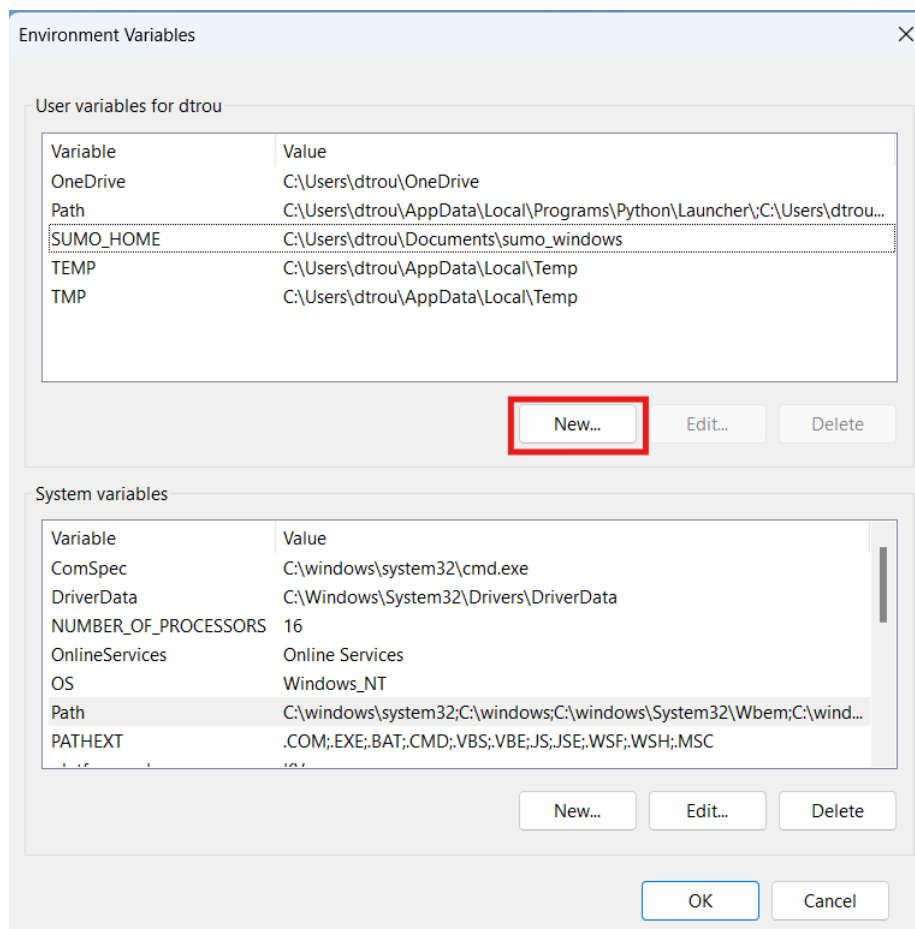 Environment Variables
User variables for dtrou
Variable Value
OneDrive C:\Users\dtrou\OneDrive
Path C:\Users\dtrou\AppData\Local\Programs\Python\Launcher\;C:\Users\dtrou...
SUMO_HOME C:\Users\dtrou\Documents\sumo_windows
TEMP C:\Users\dtrou\AppData\Local\Temp
TMP C:\Users\dtrou\AppData\Local\Temp
New... Edit... Delete
System variables
Variable Value
ComSpec C:\windows\system32\cmd.exe
DriverData C:\Windows\System32\Drivers\DriverData
NUMBER_OF_PROCESSORS 16
OnlineServices Online Services
OS Windows_NT
Path C:\windows\system32;C:\windows;C:\windows\System32\Wbem;C:\wind...
PATHEXT .COM;.EXE;.BAT;.CMD;.VBS;.VBE;.JS;.JSE;.WSF;.WSH;.MSC
New... Edit... Delete
OK Cancel